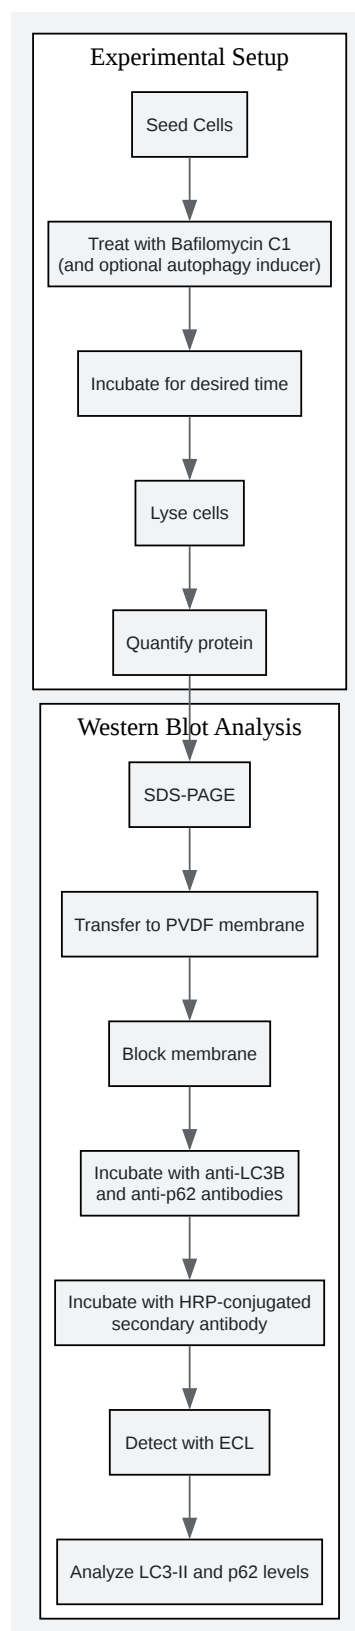 Experimental Setup
Seed Cells
Treat with Bafilomycin C1
(and optional autophagy inducer)
Incubate for desired time
Lyse cells
Quantify protein
Western Blot Analysis
SDS-PAGE
Transfer to PVDF membrane
Block membrane
Incubate with anti-LC3B
and anti-p62 antibodies
Incubate with HRP-conjugated
secondary antibody
Detect with ECL
Analyze LC3-II and p62 levels